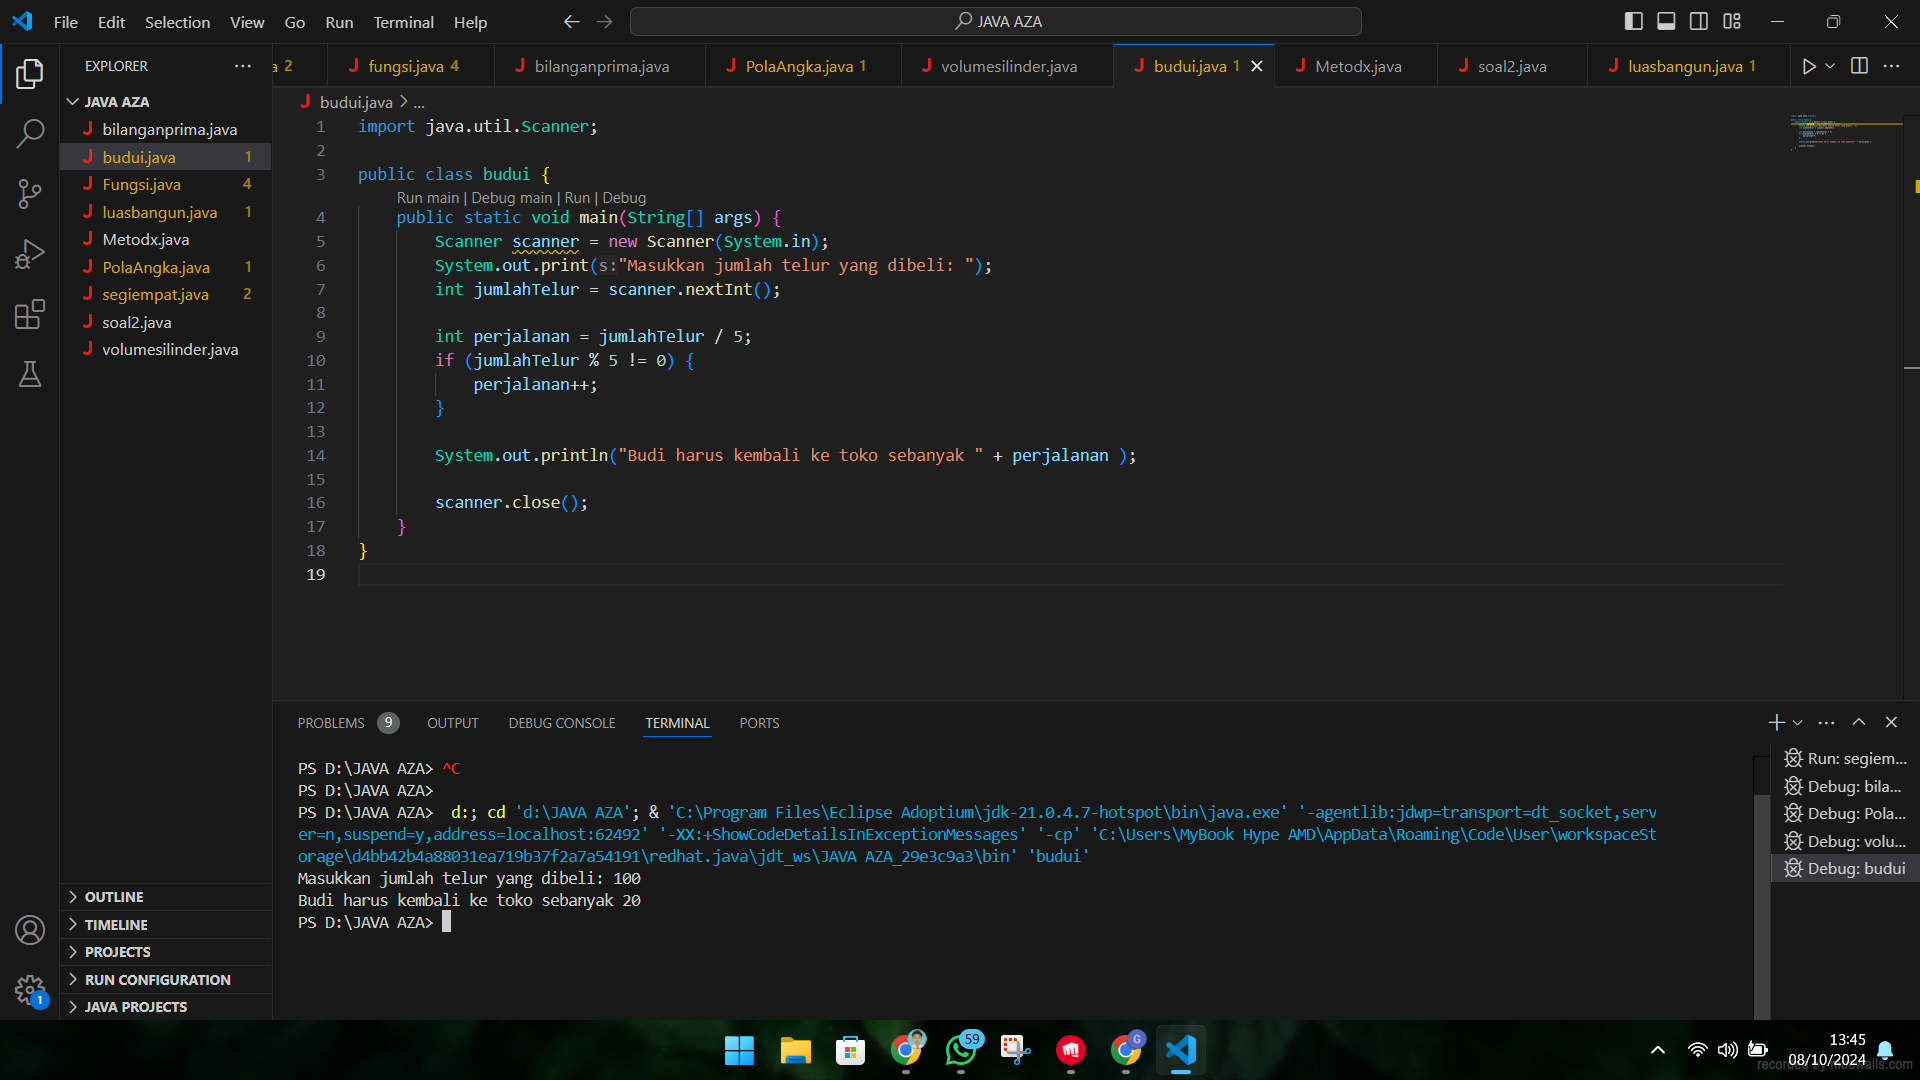 File Edit Selection View Go Run Terminal Help
JAVA AZA
EXPLORER
a 2
fungsi.java 4
bilanganprima.java
PolaAngka.java 1
volumesilinder.java
budui.java 1
Metodx.java
soal2.java
luasbangun.java 1
JAVA AZA
bilanganprima.java
budui.java 1
Fungsi.java 4
luasbangun.java 1
Metodx.java
PolaAngka.java 1
segiempat.java 2
soal2.java
volumesilinder.java
OUTLINE
TIMELINE
PROJECTS
RUN CONFIGURATION
JAVA PROJECTS
1
budui.java > ...
1 import java.util.Scanner;
2
3 public class budui {
Run main | Debug main | Run | Debug
4 public static void main(String[] args) {
5 Scanner scanner = new Scanner(System.in);
6 System.out.print(s:"Masukkan jumlah telur yang dibeli: ");
7 int jumlahTelur = scanner.nextInt();
8
9 int perjalanan = jumlahTelur / 5;
10 if (jumlahTelur % 5 != 0) {
11 perjalanan++;
12 }
13
14 System.out.println("Budi harus kembali ke toko sebanyak " + perjalanan );
15
16 scanner.close();
17 }
18 }
19
PROBLEMS 9 OUTPUT DEBUG CONSOLE TERMINAL PORTS
PS D:\JAVA AZA> ^C
PS D:\JAVA AZA>
PS D:\JAVA AZA> d:; cd 'd:\JAVA AZA'; & 'C:\Program Files\Eclipse Adoptium\jdk-21.0.4.7-hotspot\bin\java.exe' '-agentlib:jdwp=transport=dt_socket,serv
er=n,suspend=y,address=localhost:62492' '-XX:+ShowCodeDetailsInExceptionMessages' '-cp' 'C:\Users\MyBook Hype AMD\AppData\Roaming\Code\User\workspaceSt
orage\d4bb42b4a88031ea719b37f2a7a54191\redhat.java\jdt_ws\JAVA AZA_29e3c9a3\bin' 'budui'
Masukkan jumlah telur yang dibeli: 100
Budi harus kembali ke toko sebanyak 20
PS D:\JAVA AZA>
Run: segiem...
Debug: bila...
Debug: Pola...
Debug: volu...
Debug: budui
59
G
13:45
08/10/2024
recorded by moewalls.com